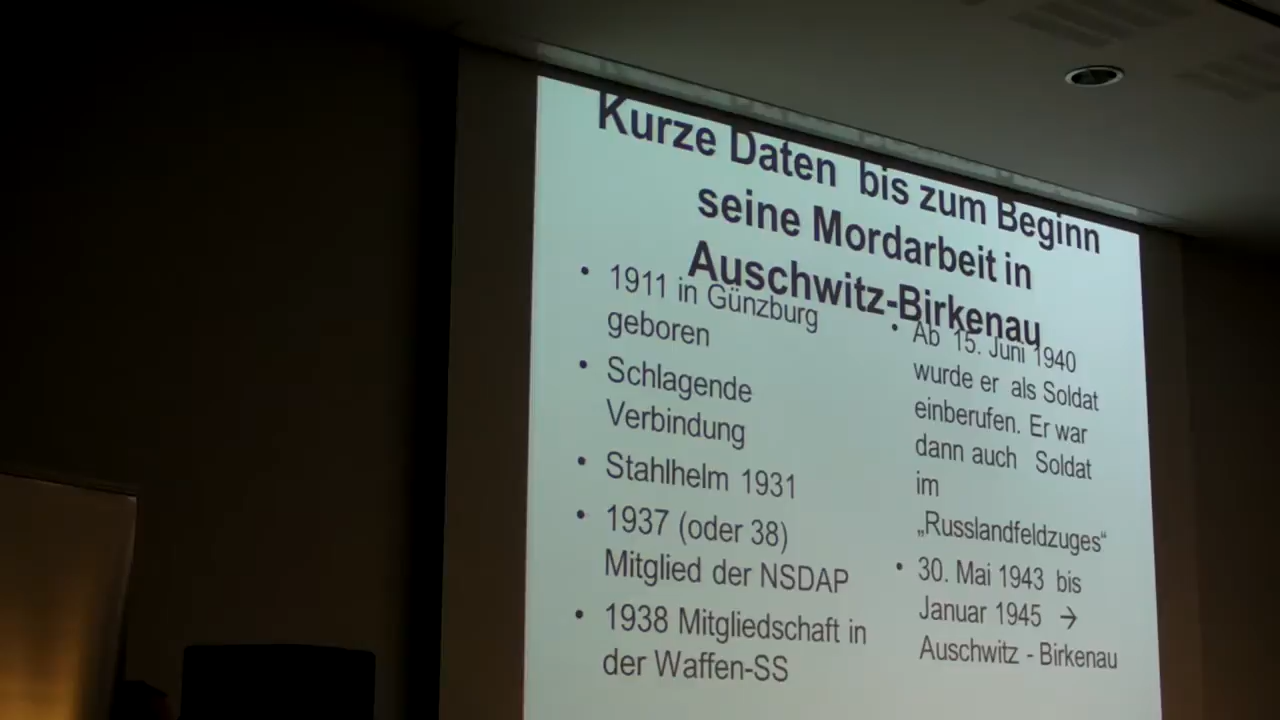 Kurze Daten bis zum Beginn
seine Mordarbeit in
Auschwitz-Birkenau
• 1911 in Günzburg
geboren
• Schlagende
Verbindung
• Stahlhelm 1931
• 1937 (oder 38)
Mitglied der NSDAP
• 1938 Mitgliedschaft in
der Waffen-SS
• Ab 15. Juni 1940
wurde er als Soldat
einberufen. Er war
dann auch Soldat
im
„Russlandfeldzuges“
• 30. Mai 1943 bis
Januar 1945 →
Auschwitz - Birkenau